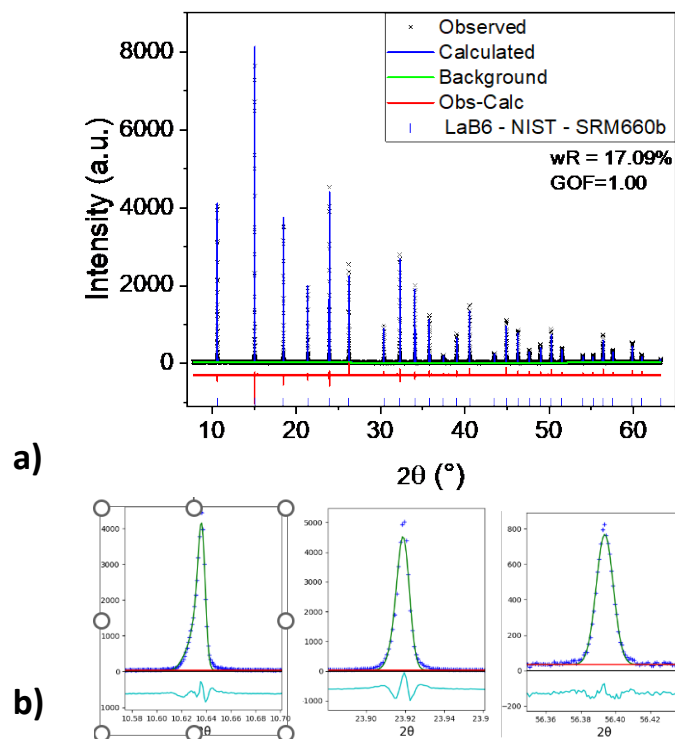 Observed
Calculated
Background
Obs-Calc
LaB6 - NIST - SRM660b
wR = 17.09%
GOF=1.00
8000
6000
4000
2000
0
Intensity (a.u.)
10 20 30 40 50 60
2θ (°)
a)
4000
3000
2000
1000
0
1000
10.58 10.60 10.62 10.64 10.66 10.68 10.70
2θ
5000
4000
3000
2000
1000
0
1000
23.90 23.92 23.94 23.9
2θ
800
600
400
200
0
−200
56.36 56.38 56.40 56.42
2θ
b)